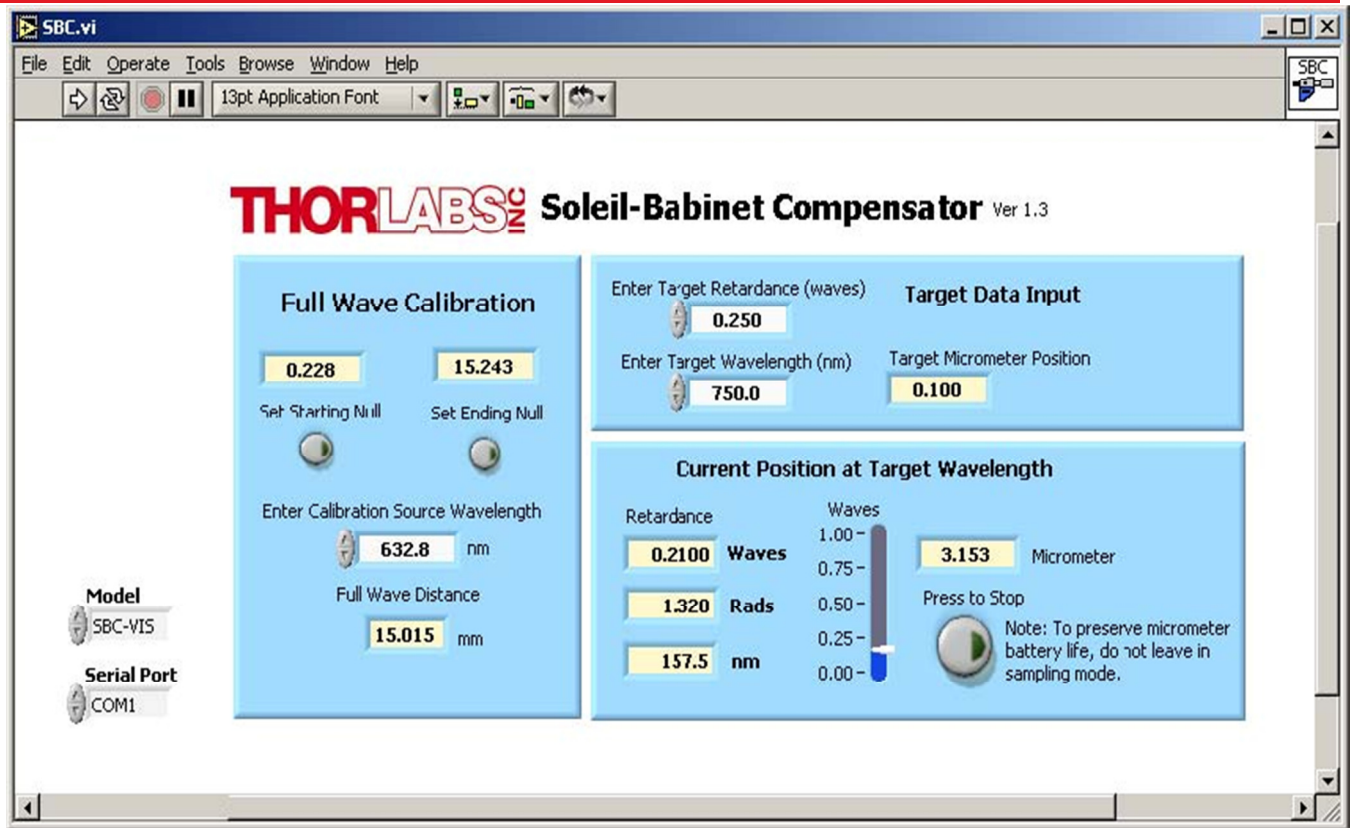 SBC.vi
File Edit Operate Tools Browse Window Help
13pt Application Font
SBC
THORLABS INC Soleil-Babinet Compensator Ver 1.3
Full Wave Calibration
0.228 15.243
Set Starting Null Set Ending Null
Enter Calibration Source Wavelength
632.8 nm
Full Wave Distance
15.015 mm
Model
SBC-VIS
Serial Port
COM1
Enter Target Retardance (waves) Target Data Input
0.250
Enter Target Wavelength (nm) Target Micrometer Position
750.0 0.100
Current Position at Target Wavelength
Retardance Waves
0.2100 Waves
1.320 Rads
157.5 nm
1.00
0.75
0.50
0.25
0.00
3.153 Micrometer
Press to Stop
Note: To preserve micrometer
battery life, do not leave in
sampling mode.